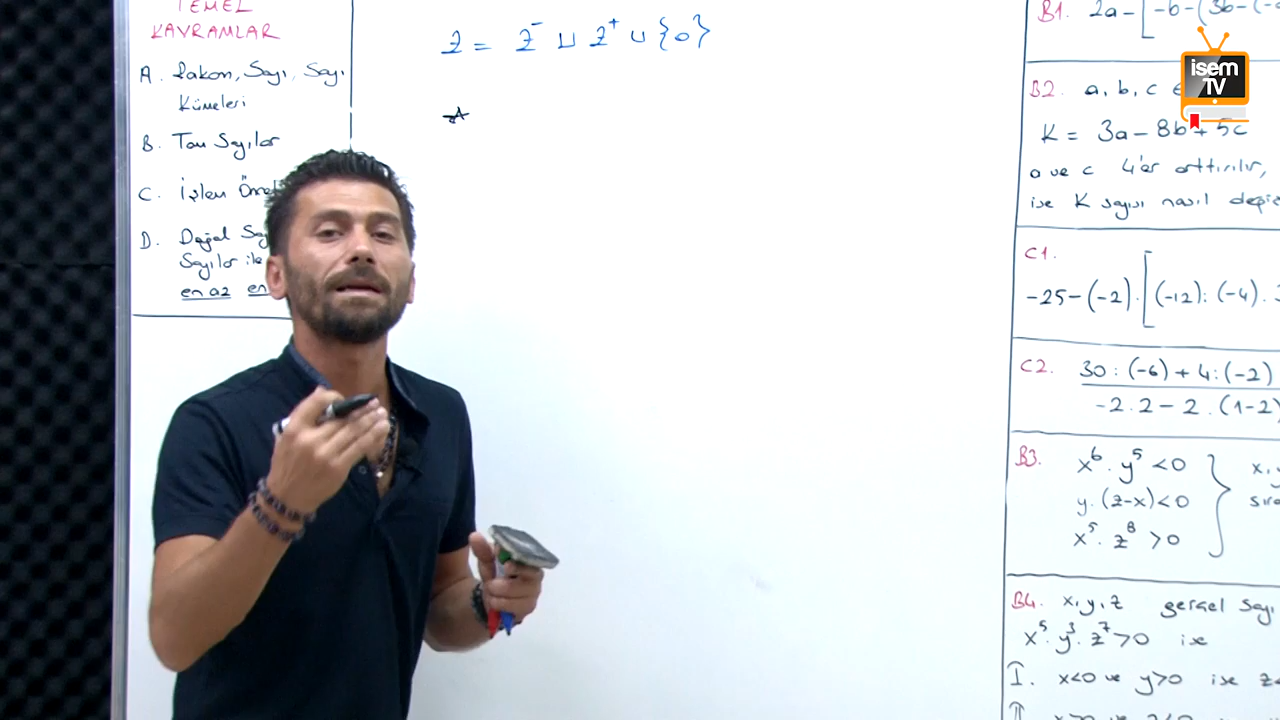 TEMEL
KAVRAMLAR
A. Rakam, Sayı, Sayı
Kümeleri
B. Tam Sayılar
C. İşlem Önce
D. Doğal Say
Sayılar ile
en az en
Z = Z⁻ ∪ Z⁺ ∪ {0}
B1. 2a-[-b-(3b-(-a
isem
TV
B2. a, b, c
K = 3a-8b+5c
a ve c 4'er arttırılır,
ise K sayısı nasıl değiş
C1.
-25-(-2).[(-12):(-4).
C2. 30:(-6)+4:(-2)
-2.2-2.(1-2)
B3. x⁶.y⁵<0
y.(z-x)<0
x⁵.z⁸>0
x,y
sıra
B4. x,y,z gerçel sayı
x⁵.y³.z⁷>0 ise
I. x<0 ve y>0 ise z<